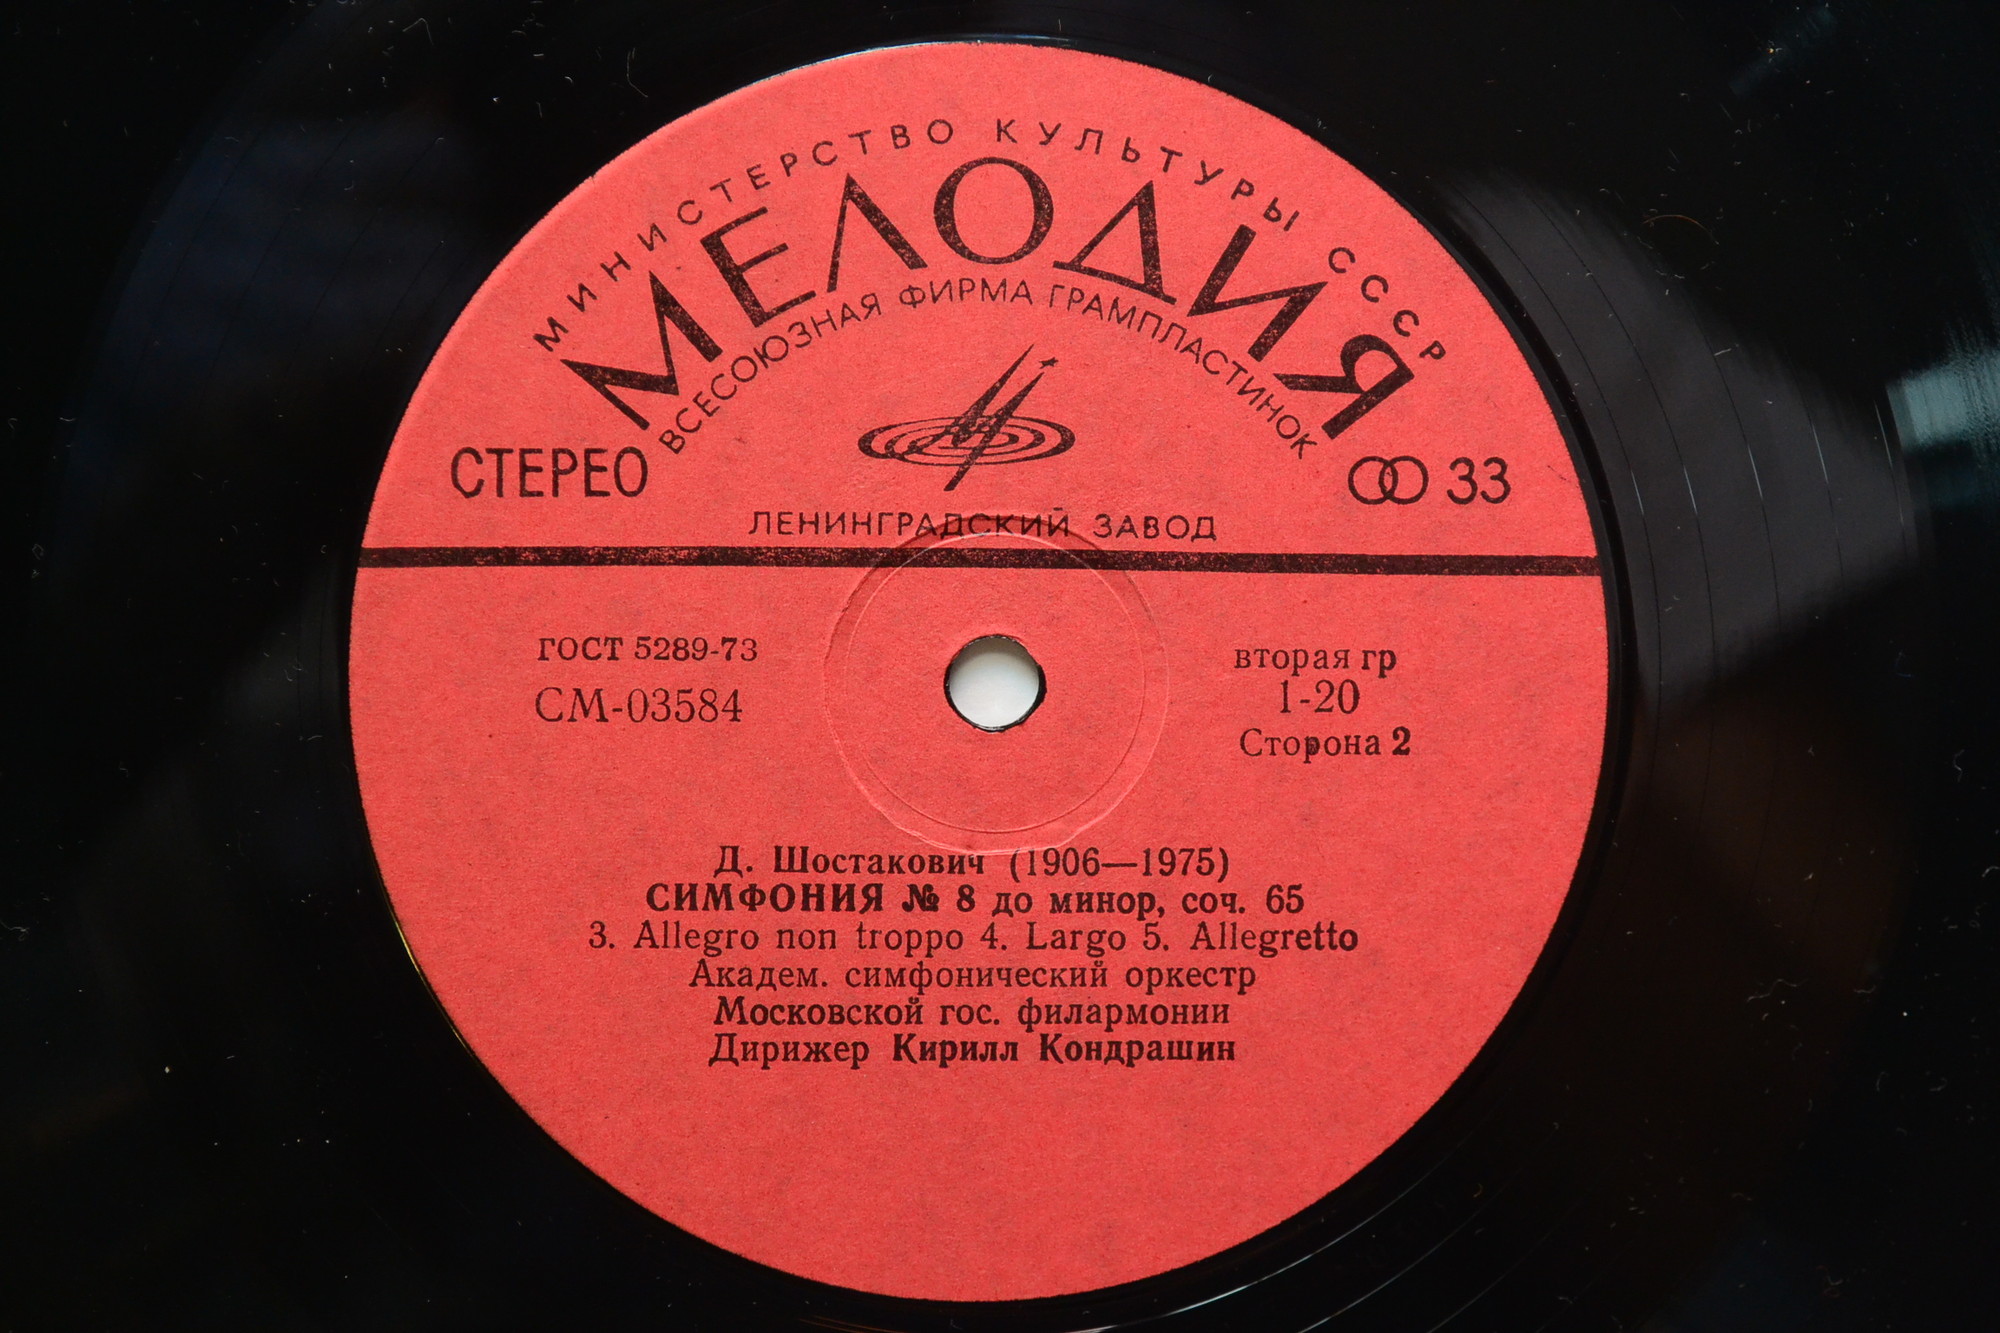 МИНИСТЕРСТВО КУЛЬТУРЫ СССР
МЕЛОДИЯ
ВСЕСОЮЗНАЯ ФИРМА ГРАМПЛАСТИНОК
СТЕРЕО
33
ЛЕНИНГРАДСКИЙ ЗАВОД
ГОСТ 5289-73
СМ-03584
вторая гр
1-20
Сторона 2
Д. Шостакович (1906—1975)
СИМФОНИЯ № 8 до минор, соч. 65
3. Allegro non troppo 4. Largo 5. Allegretto
Академ. симфонический оркестр
Московской гос. филармонии
Дирижер Кирилл Кондрашин